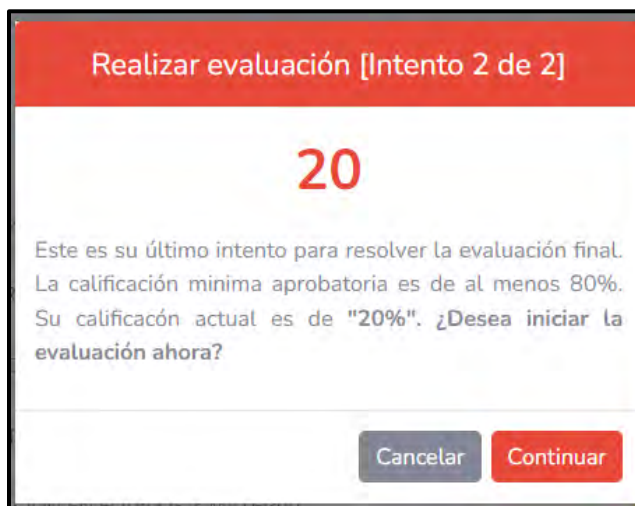 Realizar evaluación [Intento 2 de 2]
20
Este es su último intento para resolver la evaluación final.
La calificación minima aprobatoria es de al menos 80%.
Su calificacón actual es de "20%". ¿Desea iniciar la
evaluación ahora?
Cancelar Continuar